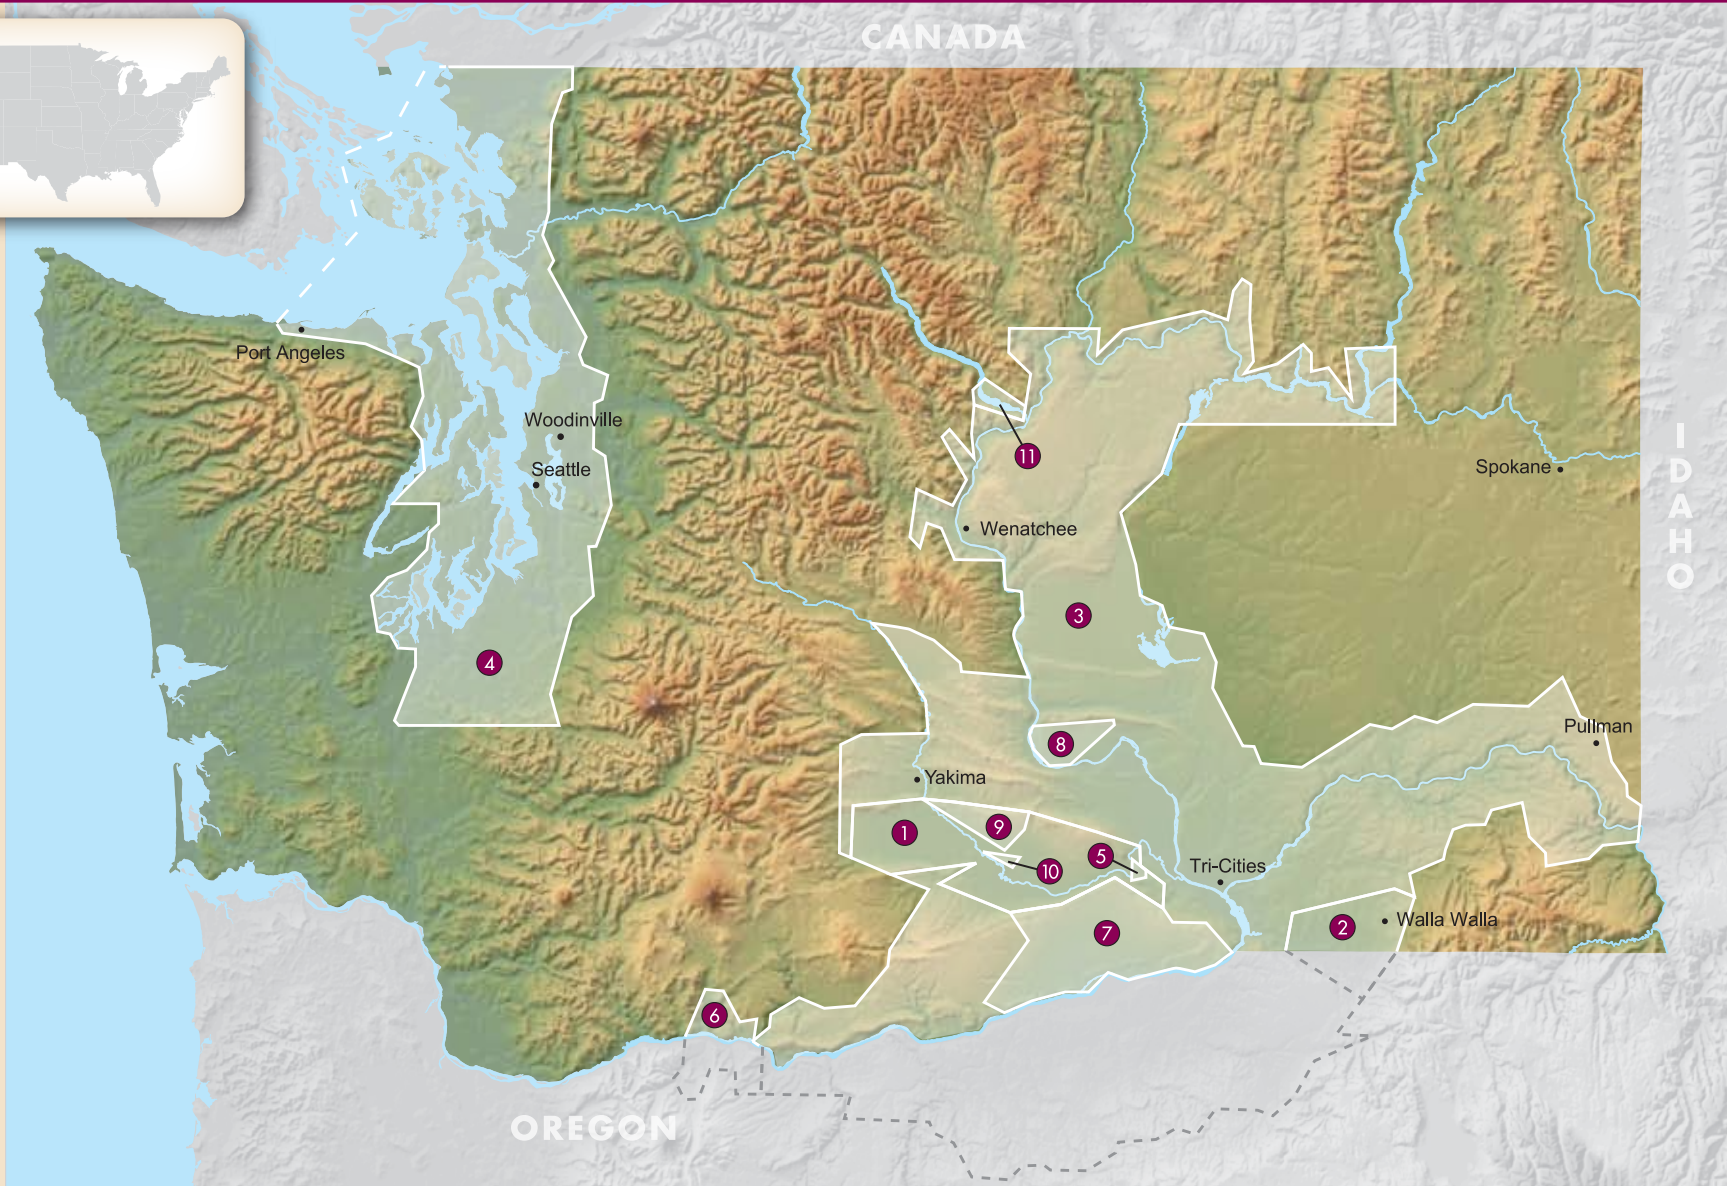 CANADA
Port Angeles
Woodinville
Seattle
11
Spokane
IDAHO
Wenatchee
3
4
Pullman
8
Yakima
1
9
5
10
Tri-Cities
2
Walla Walla
7
6
OREGON